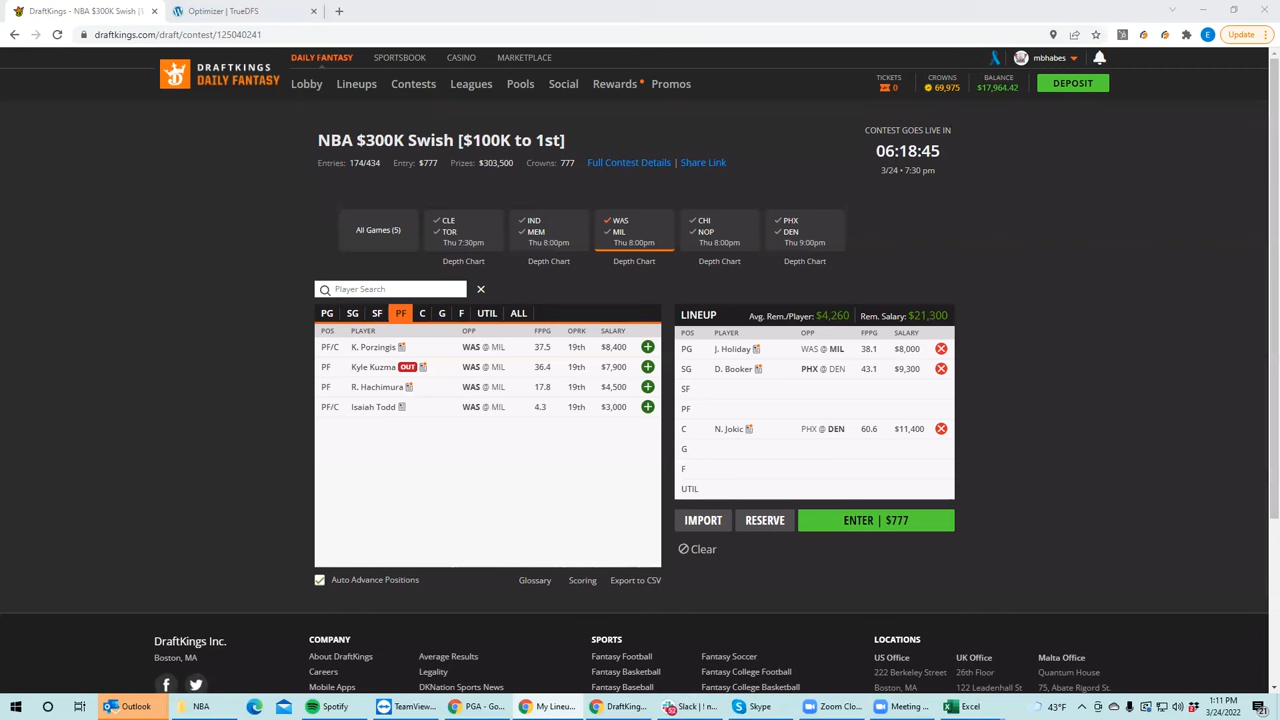 DraftKings - NBA $300K Swish [$1
Optimizer | TrueDFS
draftkings.com/draft/contest/125040241
E
Update
DRAFTKINGS
DAILY FANTASY
DAILY FANTASY SPORTSBOOK CASINO MARKETPLACE
mbhabes
Lobby Lineups Contests Leagues Pools Social Rewards Promos
TICKETS CROWNS BALANCE
0 69,975 $17,964.42
DEPOSIT
NBA $300K Swish [$100K to 1st]
Entries: 174/434 Entry: $777 Prizes: $303,500 Crowns: 777 Full Contest Details | Share Link
CONTEST GOES LIVE IN
06:18:45
3/24 • 7:30 pm
All Games (5)
CLE
TOR
Thu 7:30pm
Depth Chart
IND
MEM
Thu 8:00pm
Depth Chart
WAS
MIL
Thu 8:00pm
Depth Chart
CHI
NOP
Thu 8:00pm
Depth Chart
PHX
DEN
Thu 9:00pm
Depth Chart
Player Search
PG SG SF PF C G F UTIL ALL
POS PLAYER OPP FPPG OPRK SALARY
PF/C K. Porzingis WAS @ MIL 37.5 19th $8,400
PF Kyle Kuzma OUT WAS @ MIL 36.4 19th $7,900
PF R. Hachimura WAS @ MIL 17.8 19th $4,500
PF/C Isaiah Todd WAS @ MIL 4.3 19th $3,000
Auto Advance Positions
Glossary Scoring Export to CSV
LINEUP Avg. Rem./Player: $4,260 Rem. Salary: $21,300
POS PLAYER OPP FPPG SALARY
PG J. Holiday WAS @ MIL 38.1 $8,000
SG D. Booker PHX @ DEN 43.1 $9,300
SF
PF
C N. Jokic PHX @ DEN 60.6 $11,400
G
F
UTIL
IMPORT RESERVE ENTER | $777
Clear
DraftKings Inc.
Boston, MA
COMPANY
About DraftKings
Careers
Mobile Apps
Average Results
Legality
DKNation Sports News
SPORTS
Fantasy Football
Fantasy Basketball
Fantasy Baseball
Fantasy Soccer
Fantasy College Football
Fantasy College Basketball
LOCATIONS
US Office
222 Berkeley Street
Boston, MA
UK Office
26th Floor
122 Leadenhall St
Malta Office
Quantum House
75, Abate Rigord St.
Outlook NBA Spotify TeamView... PGA - Go... My Lineu... DraftKing... Slack | l n... Skype Zoom Clo... Meeting ... Excel 43°F
1:11 PM
3/24/2022
21